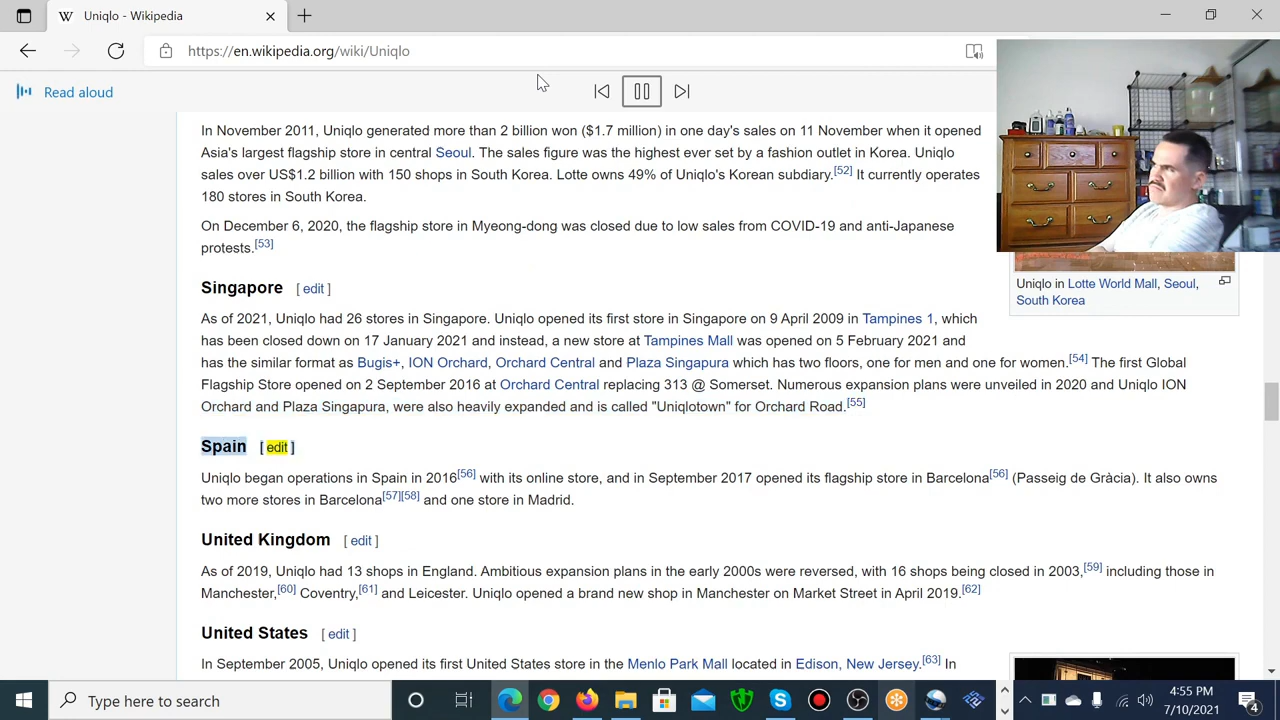 Uniqlo - Wikipedia
https://en.wikipedia.org/wiki/Uniqlo
Read aloud
In November 2011, Uniqlo generated more than 2 billion won ($1.7 million) in one day's sales on 11 November when it opened
Asia's largest flagship store in central Seoul. The sales figure was the highest ever set by a fashion outlet in Korea. Uniqlo
sales over US$1.2 billion with 150 shops in South Korea. Lotte owns 49% of Uniqlo's Korean subdiary.[52] It currently operates
180 stores in South Korea.
On December 6, 2020, the flagship store in Myeong-dong was closed due to low sales from COVID-19 and anti-Japanese
protests.[53]
Uniqlo in Lotte World Mall, Seoul,
South Korea
Singapore [ edit ]
As of 2021, Uniqlo had 26 stores in Singapore. Uniqlo opened its first store in Singapore on 9 April 2009 in Tampines 1, which
has been closed down on 17 January 2021 and instead, a new store at Tampines Mall was opened on 5 February 2021 and
has the similar format as Bugis+, ION Orchard, Orchard Central and Plaza Singapura which has two floors, one for men and one for women.[54] The first Global
Flagship Store opened on 2 September 2016 at Orchard Central replacing 313 @ Somerset. Numerous expansion plans were unveiled in 2020 and Uniqlo ION
Orchard and Plaza Singapura, were also heavily expanded and is called "Uniqlotown" for Orchard Road.[55]
Spain [ edit ]
Uniqlo began operations in Spain in 2016[56] with its online store, and in September 2017 opened its flagship store in Barcelona[56] (Passeig de Gràcia). It also owns
two more stores in Barcelona[57][58] and one store in Madrid.
United Kingdom [ edit ]
As of 2019, Uniqlo had 13 shops in England. Ambitious expansion plans in the early 2000s were reversed, with 16 shops being closed in 2003,[59] including those in
Manchester,[60] Coventry,[61] and Leicester. Uniqlo opened a brand new shop in Manchester on Market Street in April 2019.[62]
United States [ edit ]
In September 2005, Uniqlo opened its first United States store in the Menlo Park Mall located in Edison, New Jersey.[63] In
Type here to search
4:55 PM
7/10/2021
4